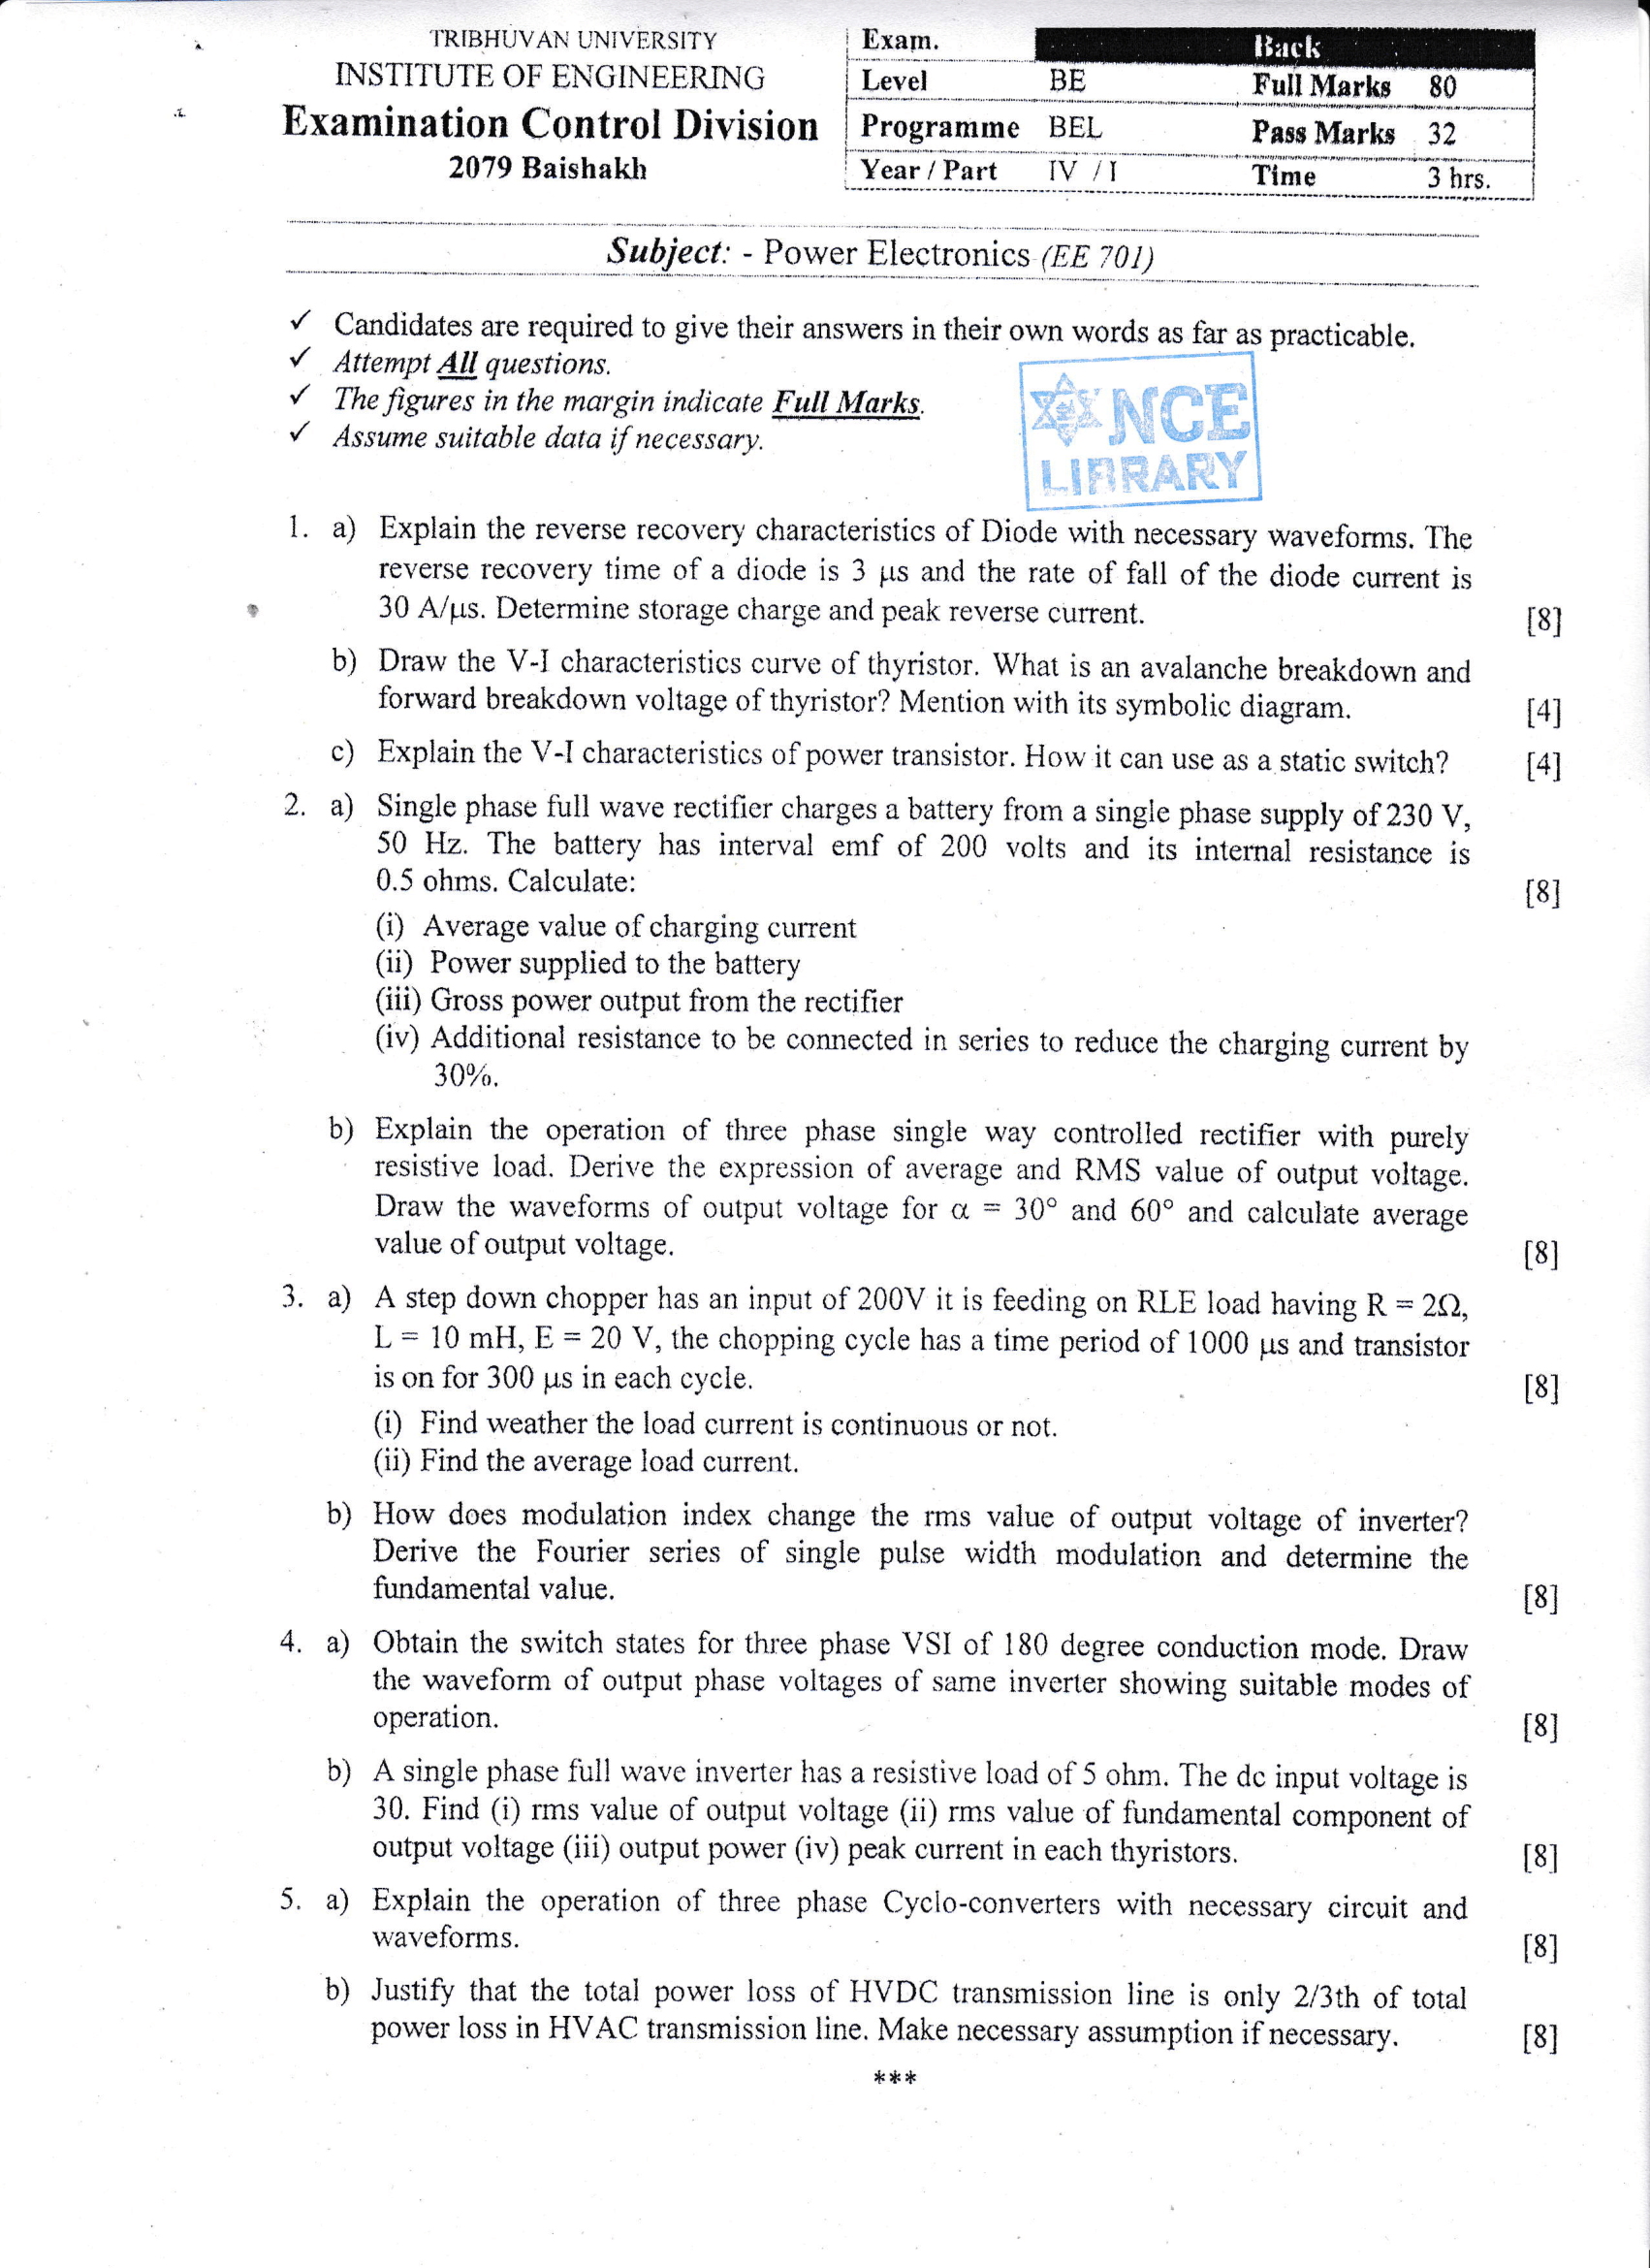 TRIBHUVAN UNIVERSITY
INSTITUTE OF ENGINEERING
Examination Control Division
2079 Baishakh
Exam. Back
Level BE Full Marks 80
Programme BEL Pass Marks 32
Year / Part IV / I Time 3 hrs.
Subject: - Power Electronics (EE 701)
✓ Candidates are required to give their answers in their own words as far as practicable.
✓ Attempt All questions.
✓ The figures in the margin indicate Full Marks.
✓ Assume suitable data if necessary.
NCE
LIBRARY
1. a) Explain the reverse recovery characteristics of Diode with necessary waveforms. The
reverse recovery time of a diode is 3 μs and the rate of fall of the diode current is
30 A/μs. Determine storage charge and peak reverse current. [8]
b) Draw the V-I characteristics curve of thyristor. What is an avalanche breakdown and
forward breakdown voltage of thyristor? Mention with its symbolic diagram. [4]
c) Explain the V-I characteristics of power transistor. How it can use as a static switch? [4]
2. a) Single phase full wave rectifier charges a battery from a single phase supply of 230 V,
50 Hz. The battery has interval emf of 200 volts and its internal resistance is
0.5 ohms. Calculate: [8]
(i) Average value of charging current
(ii) Power supplied to the battery
(iii) Gross power output from the rectifier
(iv) Additional resistance to be connected in series to reduce the charging current by
30%.
b) Explain the operation of three phase single way controlled rectifier with purely
resistive load. Derive the expression of average and RMS value of output voltage.
Draw the waveforms of output voltage for α = 30° and 60° and calculate average
value of output voltage. [8]
3. a) A step down chopper has an input of 200V it is feeding on RLE load having R = 2Ω,
L = 10 mH, E = 20 V, the chopping cycle has a time period of 1000 μs and transistor
is on for 300 μs in each cycle. [8]
(i) Find weather the load current is continuous or not.
(ii) Find the average load current.
b) How does modulation index change the rms value of output voltage of inverter?
Derive the Fourier series of single pulse width modulation and determine the
fundamental value. [8]
4. a) Obtain the switch states for three phase VSI of 180 degree conduction mode. Draw
the waveform of output phase voltages of same inverter showing suitable modes of
operation. [8]
b) A single phase full wave inverter has a resistive load of 5 ohm. The dc input voltage is
30. Find (i) rms value of output voltage (ii) rms value of fundamental component of
output voltage (iii) output power (iv) peak current in each thyristors. [8]
5. a) Explain the operation of three phase Cyclo-converters with necessary circuit and
waveforms. [8]
b) Justify that the total power loss of HVDC transmission line is only 2/3th of total
power loss in HVAC transmission line. Make necessary assumption if necessary. [8]
***